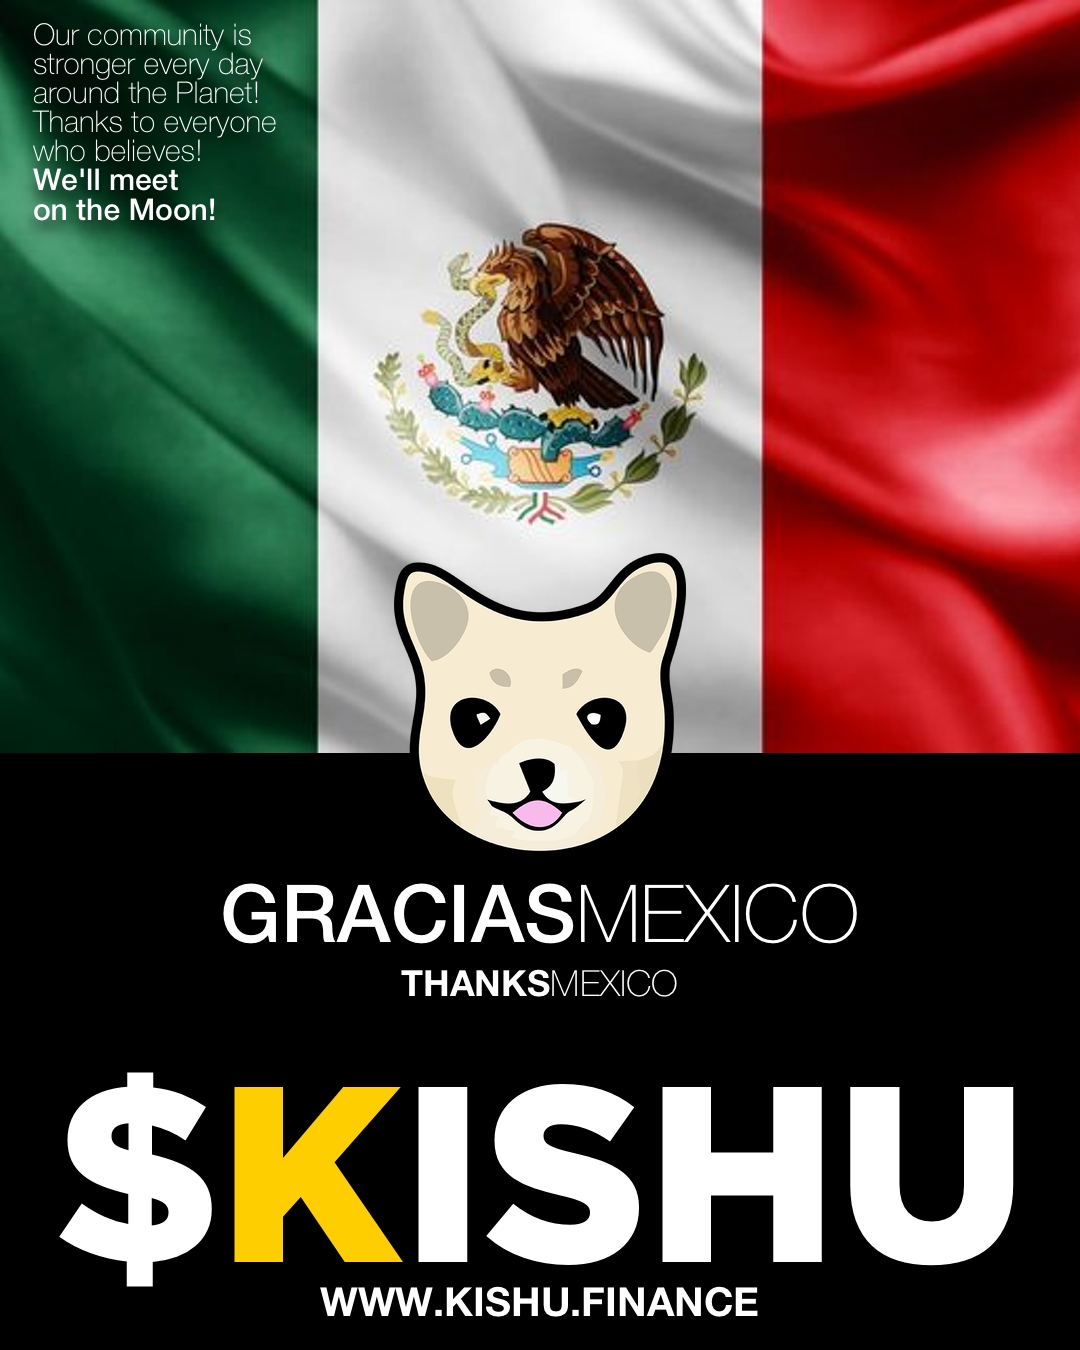 Our community is
stronger every day
around the Planet!
Thanks to everyone
who believes!
We'll meet
on the Moon!
GRACIASMEXICO
THANKSMEXICO
$KISHU
WWW.KISHU.FINANCE